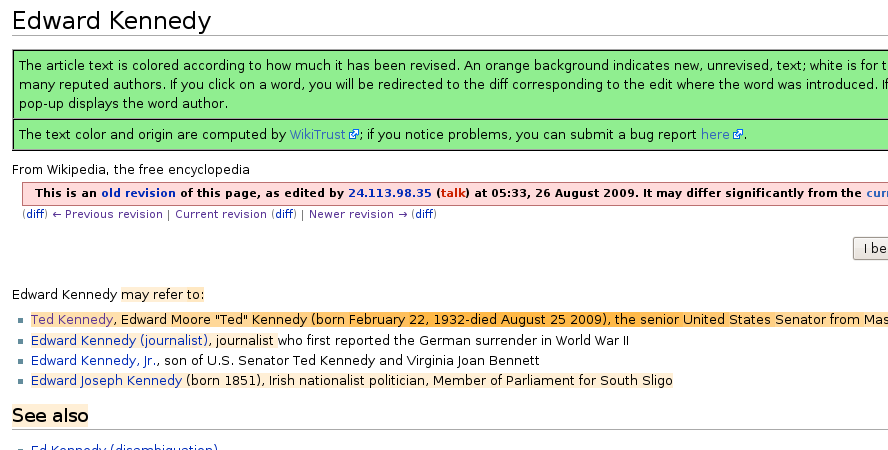 Edward Kennedy
The article text is colored according to how much it has been revised. An orange background indicates new, unrevised, text; white is for
many reputed authors. If you click on a word, you will be redirected to the diff corresponding to the edit where the word was introduced.
pop-up displays the word author.
The text color and origin are computed by WikiTrust; if you notice problems, you can submit a bug report here.
From Wikipedia, the free encyclopedia
This is an old revision of this page, as edited by 24.113.98.35 (talk) at 05:33, 26 August 2009. It may differ significantly from the
(diff) ← Previous revision | Current revision (diff) | Newer revision → (diff)
I be
Edward Kennedy may refer to:
Ted Kennedy, Edward Moore "Ted" Kennedy (born February 22, 1932-died August 25 2009), the senior United States Senator from Mas
Edward Kennedy (journalist), journalist who first reported the German surrender in World War II
Edward Kennedy, Jr., son of U.S. Senator Ted Kennedy and Virginia Joan Bennett
Edward Joseph Kennedy (born 1851), Irish nationalist politician, Member of Parliament for South Sligo
See also
Ed Kennedy (disambiguation)